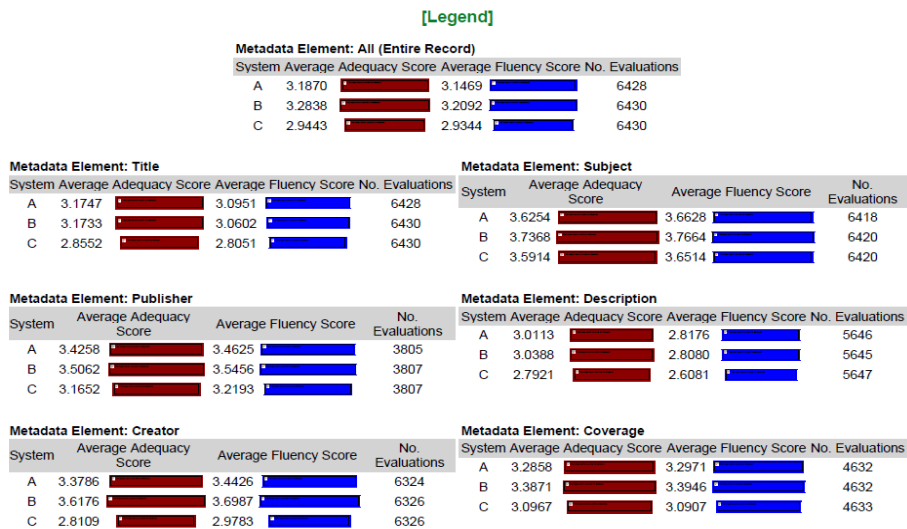 [Legend]
Metadata Element: All (Entire Record)
System Average Adequacy Score Average Fluency Score No. Evaluations
A 3.1870 3.1469 6428
B 3.2838 3.2092 6430
C 2.9443 2.9344 6430
Metadata Element: Title
System Average Adequacy Score Average Fluency Score No. Evaluations
A 3.1747 3.0951 6428
B 3.1733 3.0602 6430
C 2.8552 2.8051 6430
Metadata Element: Subject
System Average Adequacy Score Average Fluency Score No. Evaluations
A 3.6254 3.6628 6418
B 3.7368 3.7664 6420
C 3.5914 3.6514 6420
Metadata Element: Publisher
System Average Adequacy Score Average Fluency Score No. Evaluations
A 3.4258 3.4625 3805
B 3.5062 3.5456 3807
C 3.1652 3.2193 3807
Metadata Element: Description
System Average Adequacy Score Average Fluency Score No. Evaluations
A 3.0113 2.8176 5646
B 3.0388 2.8080 5645
C 2.7921 2.6081 5647
Metadata Element: Creator
System Average Adequacy Score Average Fluency Score No. Evaluations
A 3.3786 3.4426 6324
B 3.6176 3.6987 6326
C 2.8109 2.9783 6326
Metadata Element: Coverage
System Average Adequacy Score Average Fluency Score No. Evaluations
A 3.2858 3.2971 4632
B 3.3871 3.3946 4632
C 3.0967 3.0907 4633